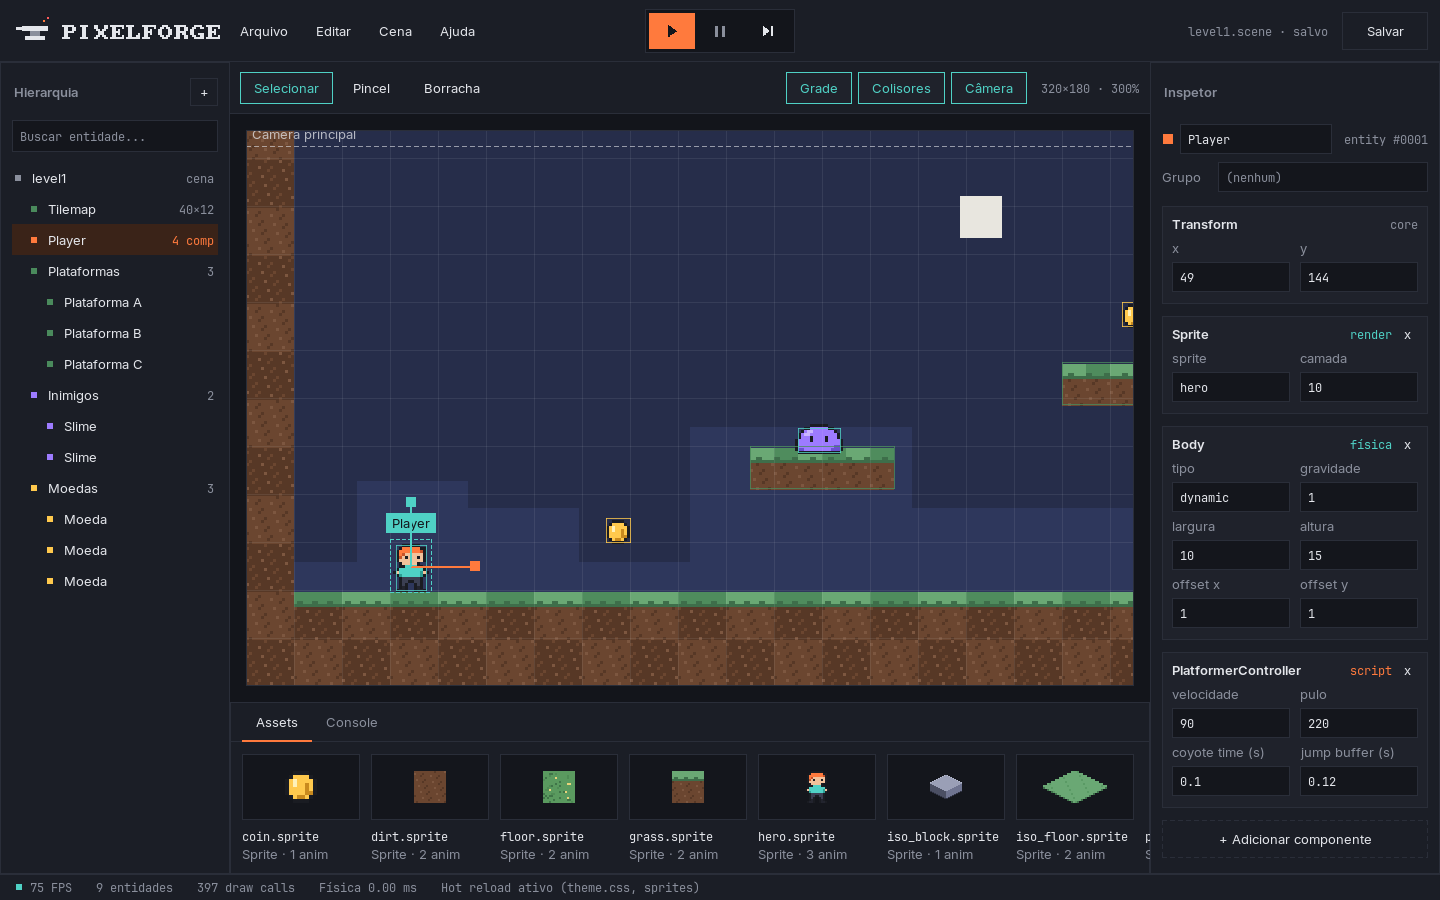 PIXELFORGE Arquivo Editar Cena Ajuda level1.scene · salvo Salvar
Hierarquia +
Buscar entidade...
level1 cena
Tilemap 40×12
Player 4 comp
Plataformas 3
Plataforma A
Plataforma B
Plataforma C
Inimigos 2
Slime
Slime
Moedas 3
Moeda
Moeda
Moeda
Selecionar Pincel Borracha Grade Colisores Câmera 320×180 · 300%
Câmera principal
Player
Assets Console
coin.sprite
Sprite · 1 anim
dirt.sprite
Sprite · 2 anim
floor.sprite
Sprite · 2 anim
grass.sprite
Sprite · 2 anim
hero.sprite
Sprite · 3 anim
iso_block.sprite
Sprite · 1 anim
iso_floor.sprite
Sprite · 2 anim
Inspetor
Player entity #0001
Grupo (nenhum)
Transform core
x y
49 144
Sprite render x
sprite camada
hero 10
Body física x
tipo gravidade
dynamic 1
largura altura
10 15
offset x offset y
1 1
PlatformerController script x
velocidade pulo
90 220
coyote time (s) jump buffer (s)
0.1 0.12
+ Adicionar componente
75 FPS 9 entidades 397 draw calls Física 0.00 ms Hot reload ativo (theme.css, sprites)